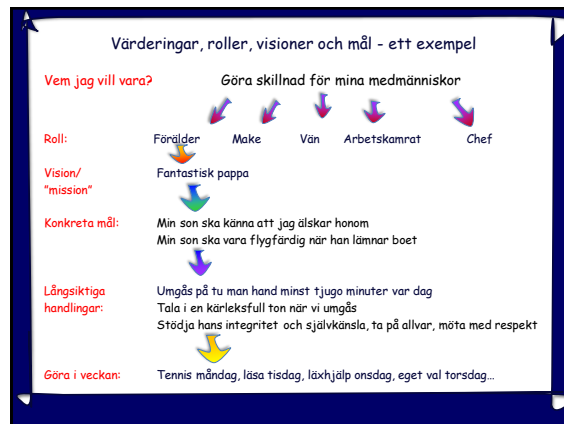 Värderingar, roller, visioner och mål - ett exempel
Vem jag vill vara? Göra skillnad för mina medmänniskor
Roll: Förälder Make Vän Arbetskamrat Chef
Vision/ Fantastisk pappa
"mission"
Konkreta mål: Min son ska känna att jag älskar honom
Min son ska vara flygfärdig när han lämnar boet
Långsiktiga Umgås på tu man hand minst tjugo minuter var dag
handlingar: Tala i en kärleksfull ton när vi umgås
Stödja hans integritet och självkänsla, ta på allvar, möta med respekt
Göra i veckan: Tennis måndag, läsa tisdag, läxhjälp onsdag, eget val torsdag…